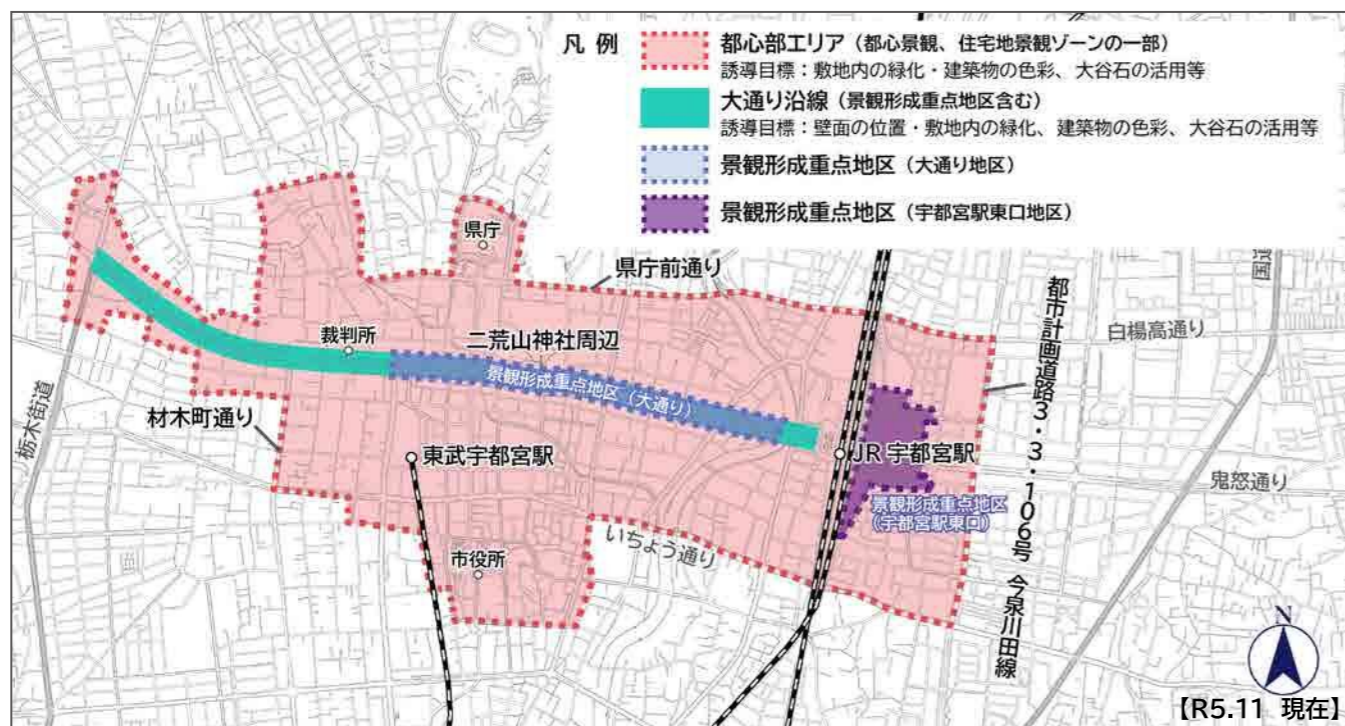 凡 例
都心部エリア（都心景観、住宅地景観ゾーンの一部）
誘導目標：敷地内の緑化・建築物の色彩、大谷石の活用等
大通り沿線（景観形成重点地区含む）
誘導目標：壁面の位置・敷地内の緑化、建築物の色彩、大谷石の活用等
景観形成重点地区（大通り地区）
景観形成重点地区（宇都宮駅東口地区）
県庁
県庁前通り
裁判所
二荒山神社周辺
景観形成重点地区（大通り）
栃木街道
材木町通り
東武宇都宮駅
JR 宇都宮駅
景観形成重点地区
（宇都宮駅東口）
市役所
いちょう通り
都市計画道路3・3・106号 今泉川田線
白楊高通り
鬼怒通り
国道
N
【R5.11 現在】